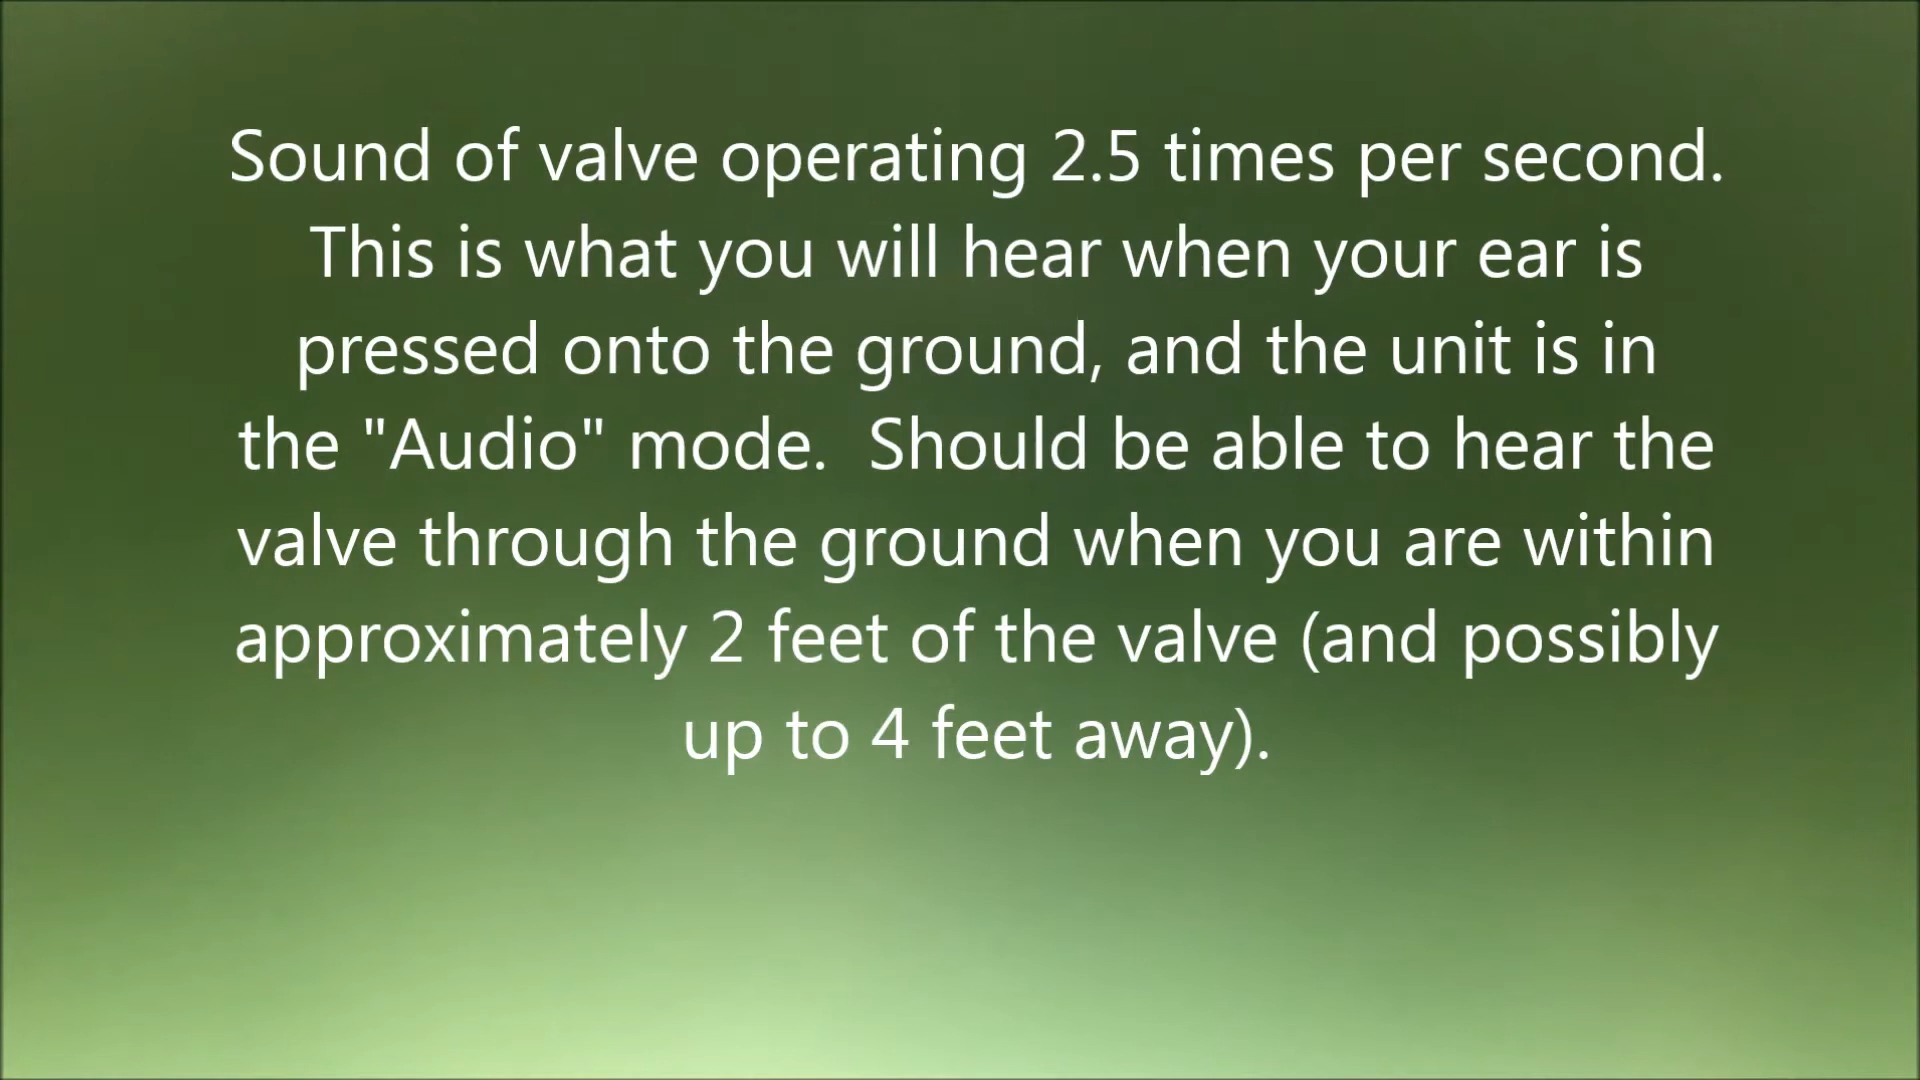 Sound of valve operating 2.5 times per second.
This is what you will hear when your ear is
pressed onto the ground, and the unit is in
the "Audio" mode.  Should be able to hear the
valve through the ground when you are within
approximately 2 feet of the valve (and possibly
up to 4 feet away).